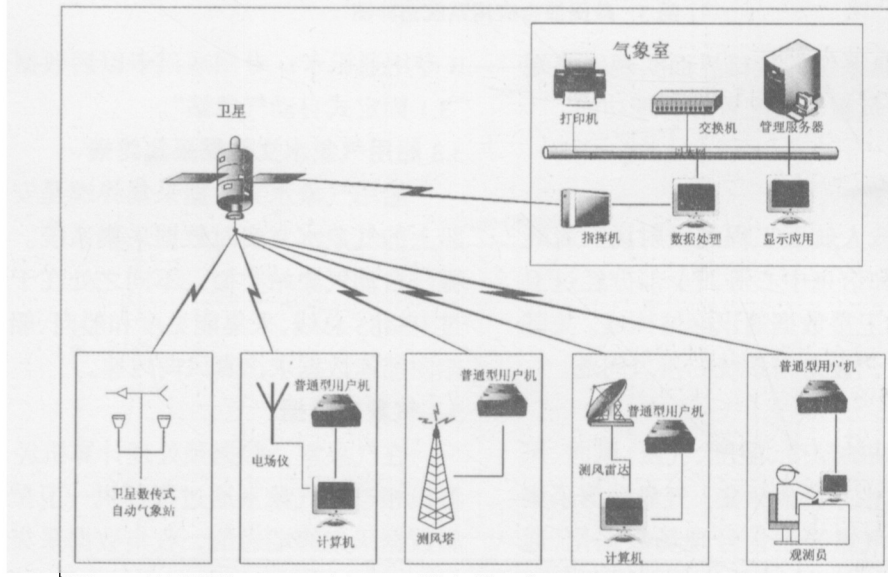 气象室
打印机
交换机
管理服务器
卫星
以太网
指挥机
数据处理
显示应用
卫星数传式
自动气象站
普通型用户机
电场仪
计算机
普通型用户机
测风塔
普通型用户机
测风雷达
计算机
普通型用户机
观测员